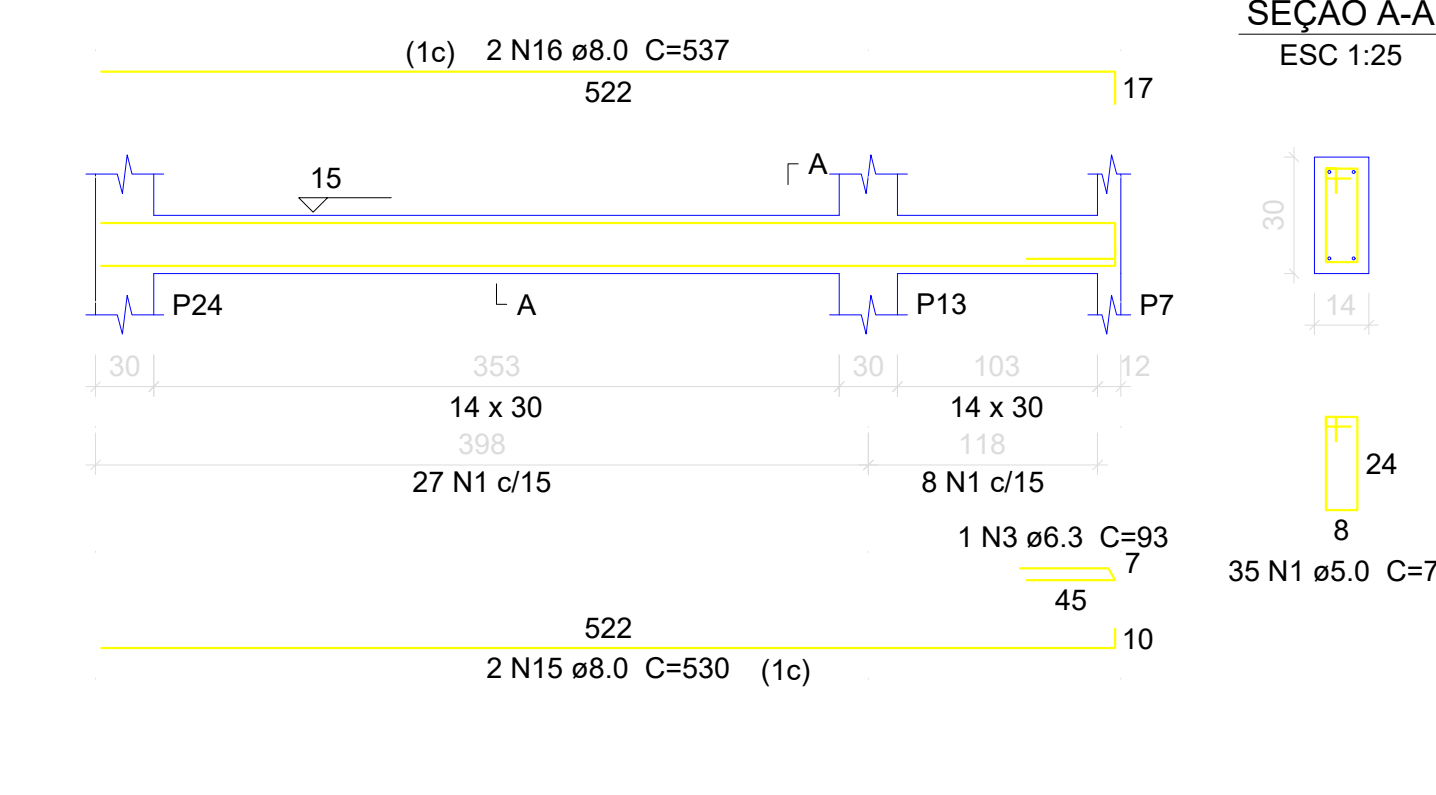 SEÇÃO A-A
ESC 1:25
(1c) 2 N16 ø8.0 C=537
522
17
A
15
30
P24
A
P13
P7
14
30 353 30 103 12
14 x 30 14 x 30
398 118
27 N1 c/15 8 N1 c/15
24
8
35 N1 ø5.0 C=7
1 N3 ø6.3 C=93
7
45
522
10
2 N15 ø8.0 C=530 (1c)